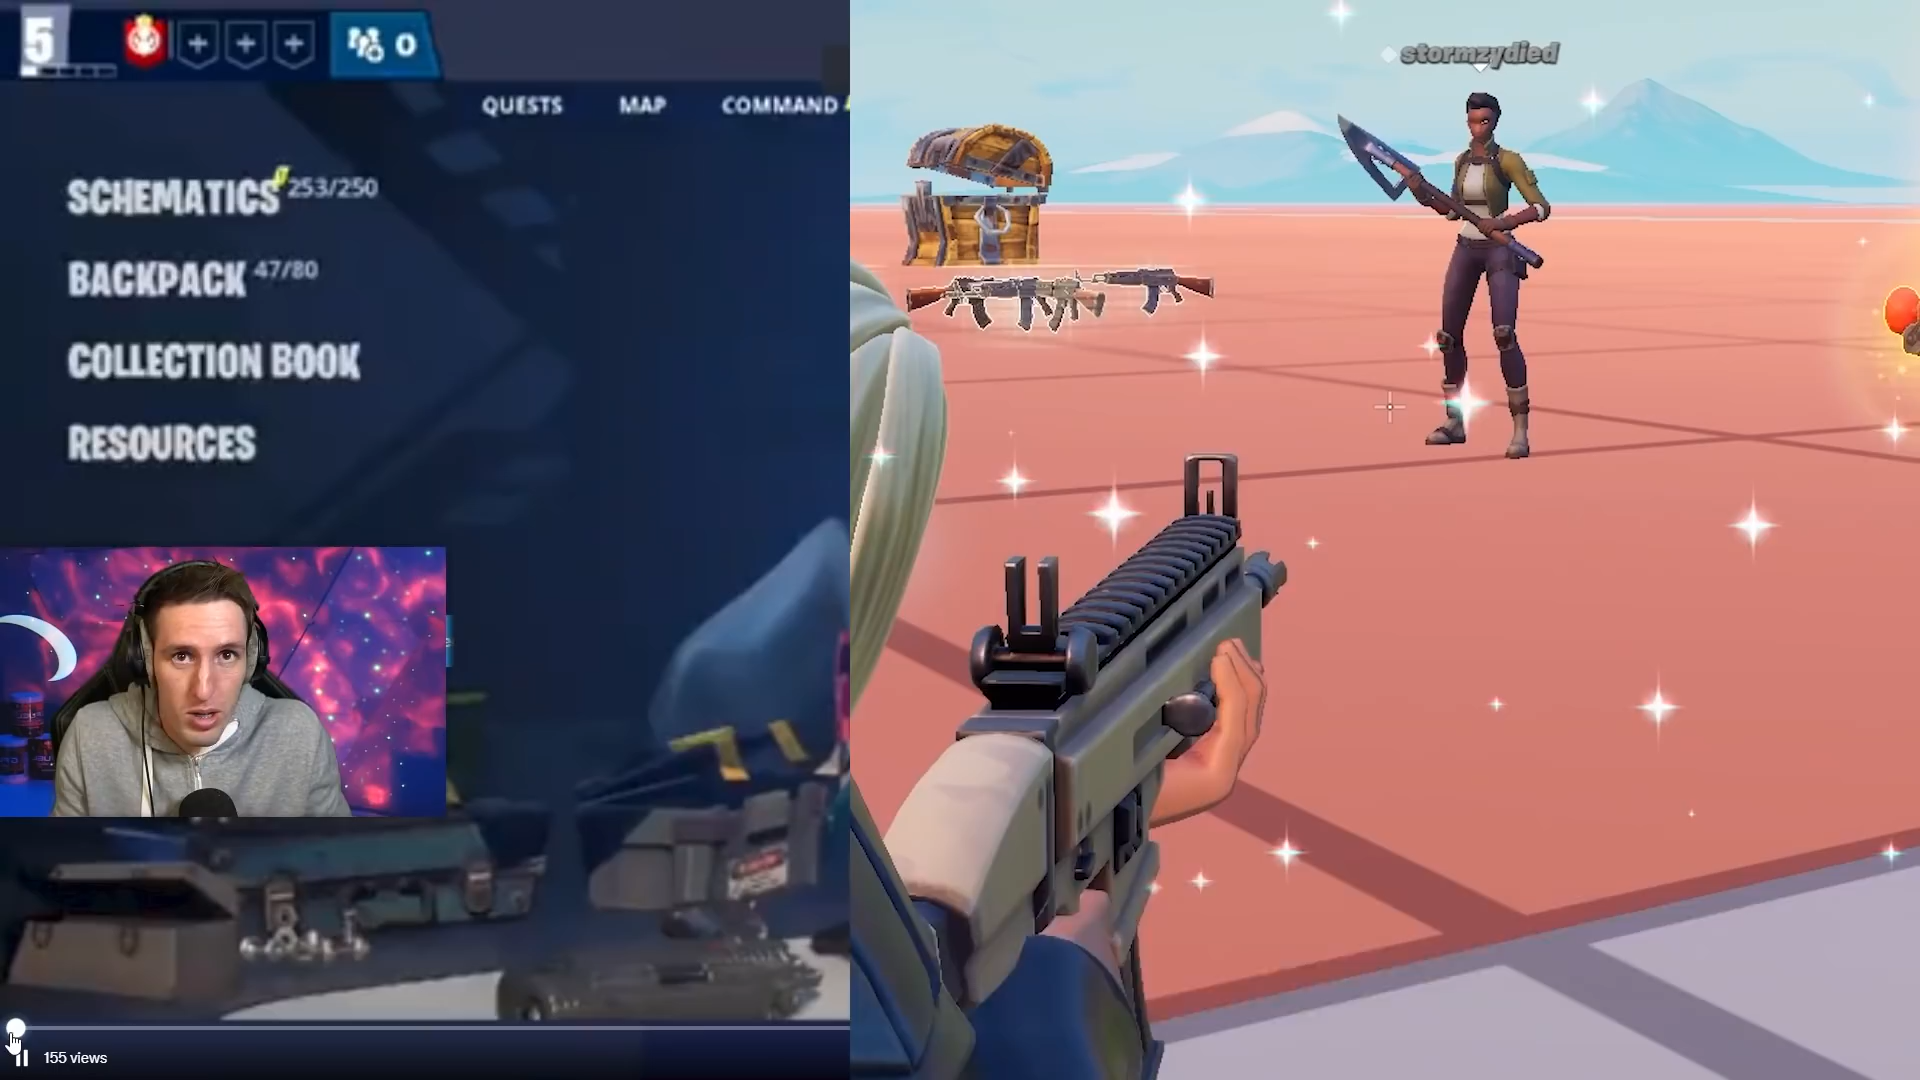 5
0
QUESTS MAP COMMAND
SCHEMATICS 253/250
BACKPACK 47/80
COLLECTION BOOK
RESOURCES
155 views
stormzydied